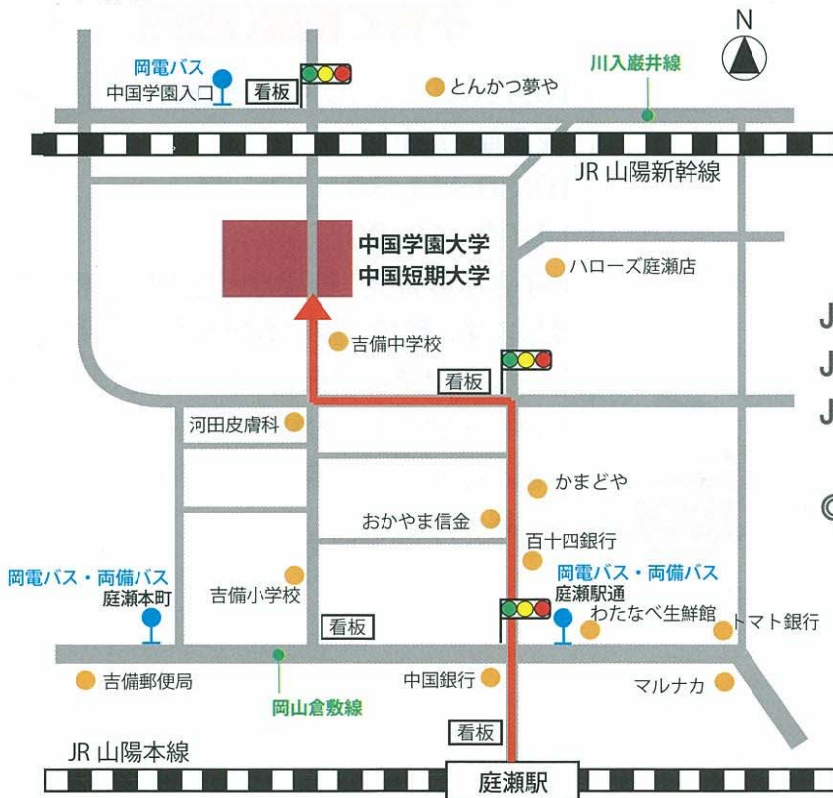 N
岡電バス
中国学園入口
看板
とんかつ夢や
川入巌井線
JR 山陽新幹線
中国学園大学
中国短期大学
ハローズ庭瀬店
J
吉備中学校
J
看板
J
河田皮膚科
かまどや
おかやま信金
百十四銀行
岡電バス・両備バス
庭瀬本町
吉備小学校
岡電バス・両備バス
庭瀬駅通
わたなべ生鮮館
トマト銀行
看板
吉備郵便局
岡山倉敷線
中国銀行
マルナカ
看板
JR 山陽本線
庭瀬駅